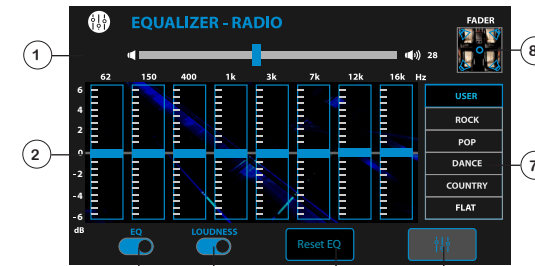 EQUALIZER - RADIO
FADER
1
28
8
62 150 400 1k 3k 7k 12k 16k Hz
6
4
2
0
-2
-4
-6
dB
2
USER
ROCK
POP
DANCE
COUNTRY
FLAT
7
EQ
LOUDNESS
Reset EQ